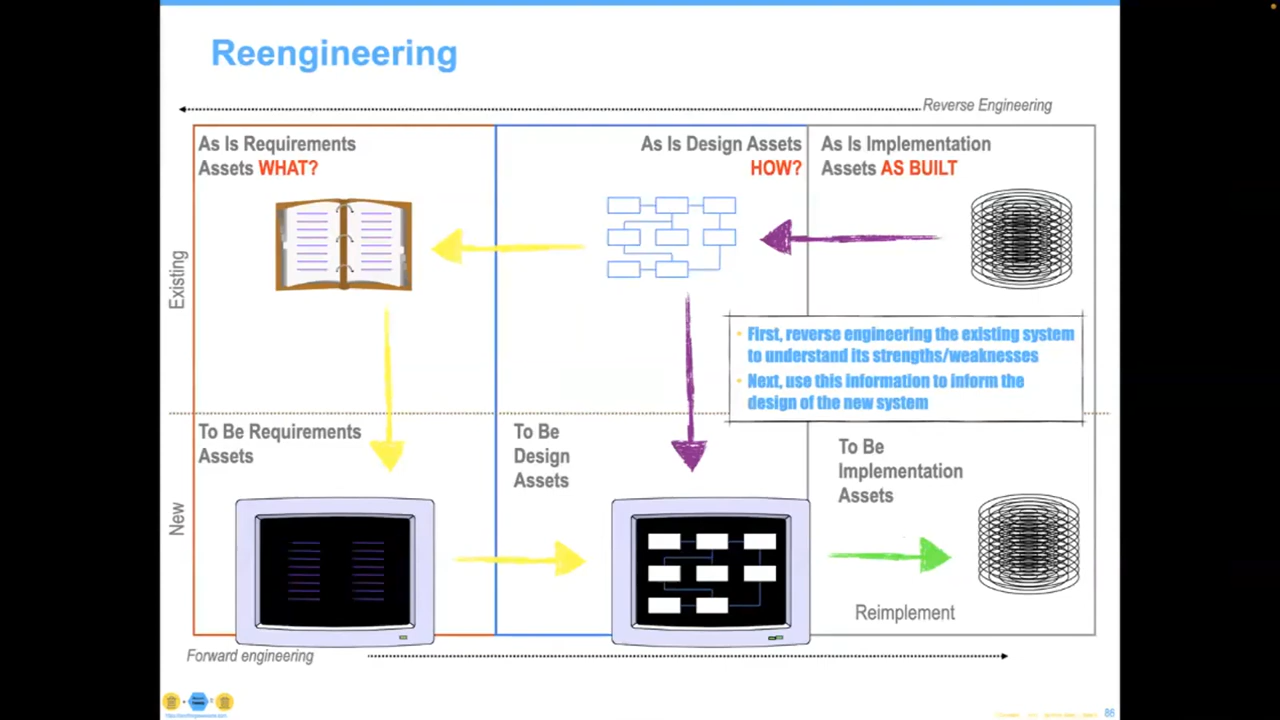 Reengineering
Reverse Engineering
As Is Requirements
Assets WHAT?
As Is Design Assets
HOW?
As Is Implementation
Assets AS BUILT
Existing
• First, reverse engineering the existing system
to understand its strengths/weaknesses
• Next, use this information to inform the
design of the new system
To Be Requirements
Assets
To Be
Design
Assets
To Be
Implementation
Assets
New
Reimplement
Forward engineering
86